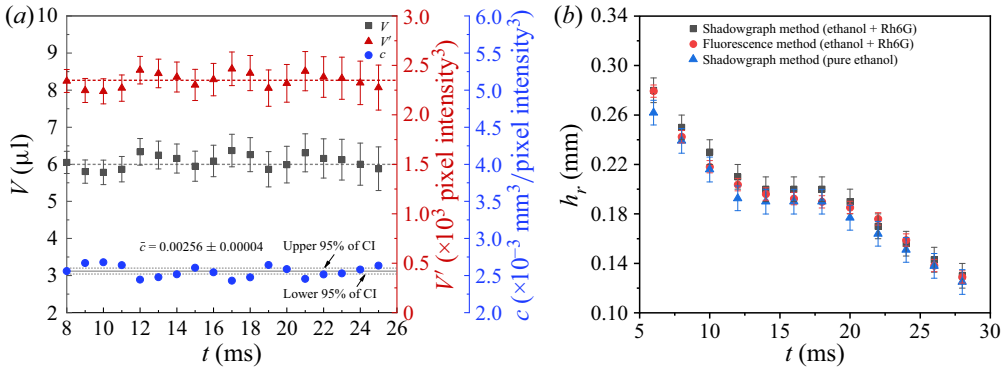 (a)
V
V′
c
10
9
8
7
6
5
4
3
2
V (µl)
8 10 12 14 16 18 20 22 24 26
t (ms)
c̄ = 0.00256 ± 0.00004
Upper 95% of CI
Lower 95% of CI
3.0
2.5
2.0
1.5
1.0
0.5
0
V′ (×10³ pixel intensity³)
6.0
5.5
5.0
4.5
4.0
3.5
3.0
2.5
2.0
c (×10⁻³ mm³/pixel intensity³)
(b)
Shadowgraph method (ethanol + Rh6G)
Fluorescence method (ethanol + Rh6G)
Shadowgraph method (pure ethanol)
0.34
0.30
0.26
0.22
0.18
0.14
0.10
hᵣ (mm)
5 10 15 20 25 30
t (ms)